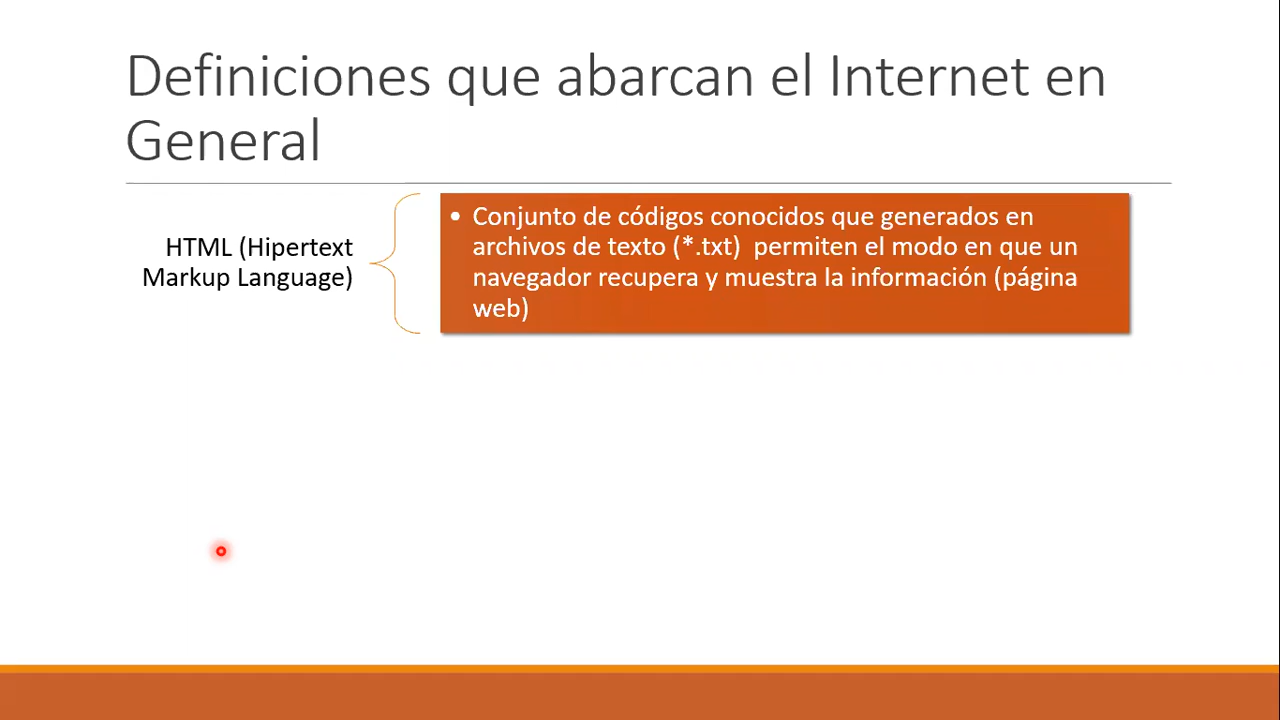 Definiciones que abarcan el Internet en
General
HTML (Hipertext
Markup Language)
• Conjunto de códigos conocidos que generados en
archivos de texto (*.txt)  permiten el modo en que un
navegador recupera y muestra la información (página
web)